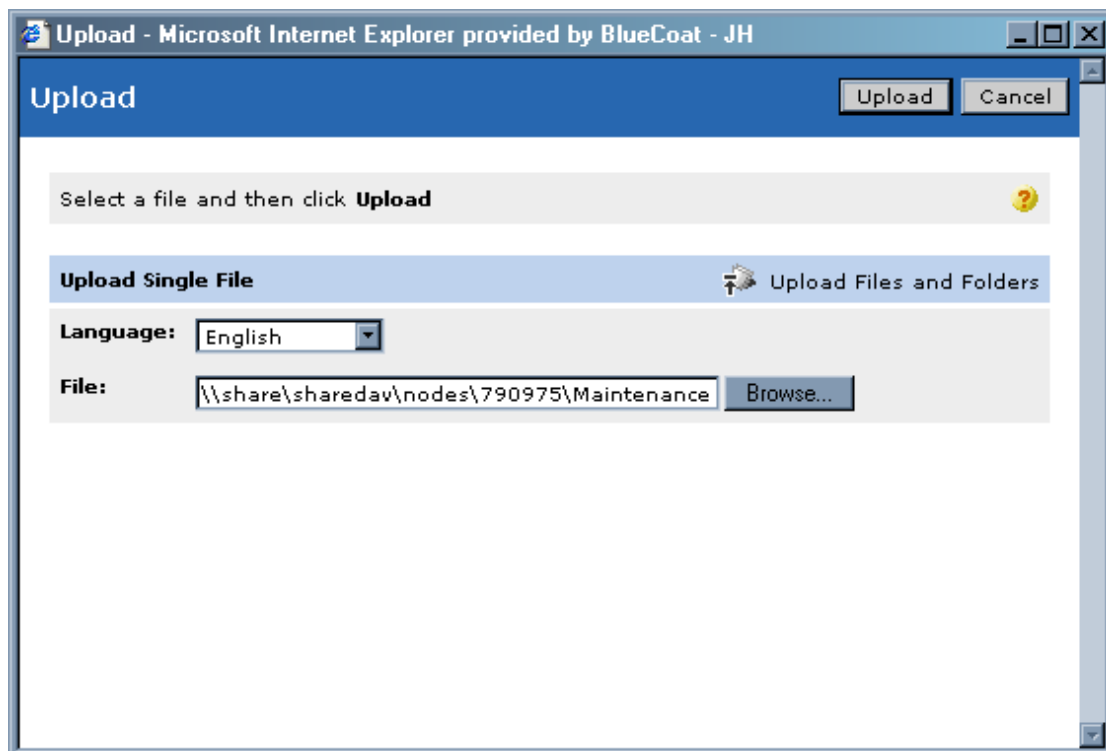 Upload - Microsoft Internet Explorer provided by BlueCoat - JH
Upload Upload Cancel
Select a file and then click Upload ?
Upload Single File Upload Files and Folders
Language: English
File: \\share\sharedav\nodes\790975\Maintenance Browse...